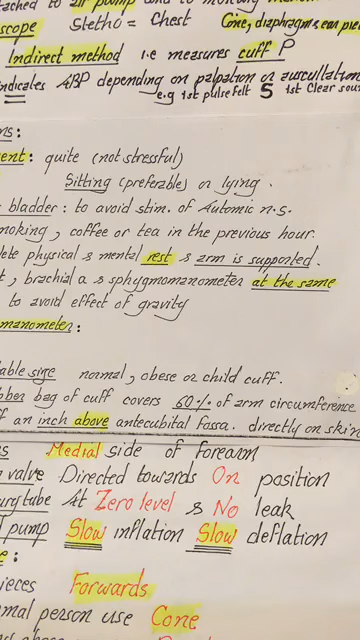 tached to air pump and to
scope Stetho = Chest Cone, diaphragm & ear
Indirect method i.e measures cuff P
ndicates ABP depending on palpation or auscultation
e.g 1st pulse felt S 1st clear sou
ns:
ent: quite (not stressful)
Sitting (preferable) or lying.
bladder: to avoid stim. of Automic n.s.
moking, coffee or tea in the previous hour.
lete physical & mental rest & arm is supported.
t, brachial a & sphygmomanometer at the same
to avoid effect of gravity
manometer:
able size normal, obese or child cuff.
bber bag of cuff covers 60% of arm circumference
ff an inch above antecubital fossa. directly on skin
es Medial side of forearm
n valve Directed towards On position
ury tube At Zero level & No leak
pump Slow inflation Slow deflation
e:
ieces Forwards
mal person use Cone